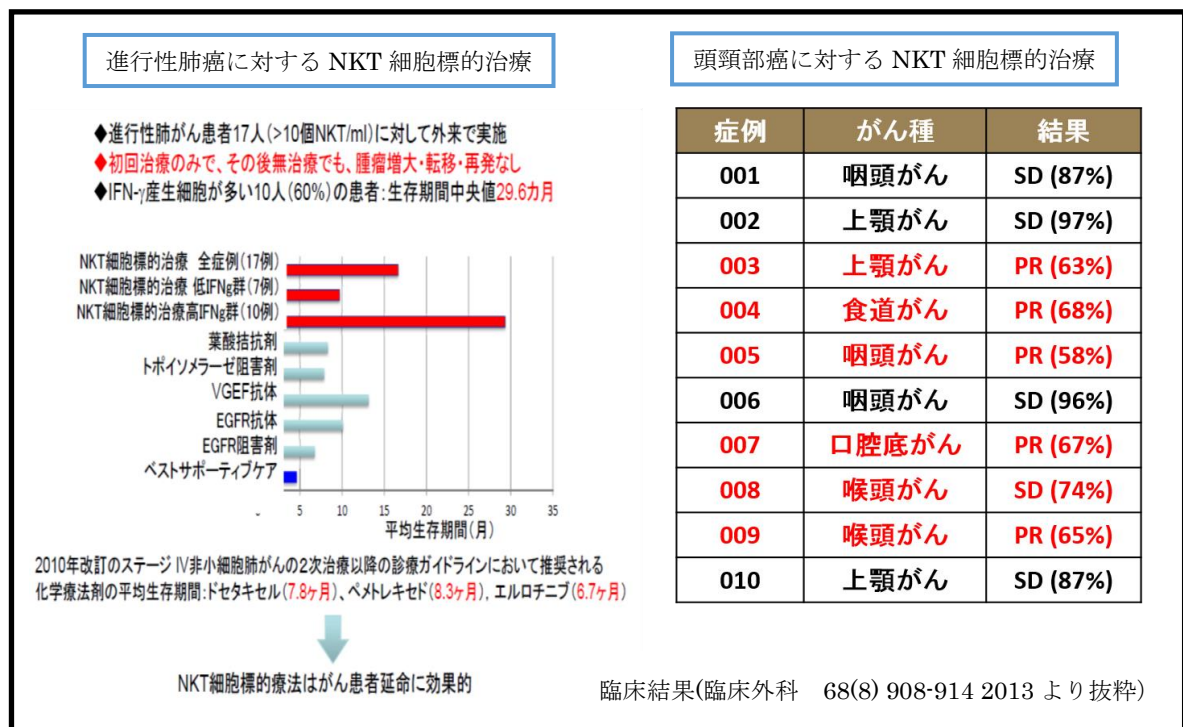 進行性肺癌に対する NKT 細胞標的治療
◆進行性肺がん患者17人(>10個NKT/ml)に対して外来で実施
◆初回治療のみで、その後無治療でも、腫瘤増大・転移・再発なし
◆IFN-γ産生細胞が多い10人(60%)の患者:生存期間中央値29.6カ月
NKT細胞標的治療 全症例(17例)
NKT細胞標的治療 低IFNg群(7例)
NKT細胞標的治療高IFNg群(10例)
葉酸拮抗剤
トポイソメラーゼ阻害剤
VGEF抗体
EGFR抗体
EGFR阻害剤
ベストサポーティブケア
5 10 15 20 25 30 35
平均生存期間(月)
2010年改訂のステージ IV非小細胞肺がんの2次治療以降の診療ガイドラインにおいて推奨される
化学療法剤の平均生存期間:ドセタキセル(7.8ヶ月)、ペメトレキセド(8.3ヶ月), エルロチニブ(6.7ヶ月)
NKT細胞標的療法はがん患者延命に効果的
頭頸部癌に対する NKT 細胞標的治療
症例 がん種 結果
001 咽頭がん SD (87%)
002 上顎がん SD (97%)
003 上顎がん PR (63%)
004 食道がん PR (68%)
005 咽頭がん PR (58%)
006 咽頭がん SD (96%)
007 口腔底がん PR (67%)
008 喉頭がん SD (74%)
009 喉頭がん PR (65%)
010 上顎がん SD (87%)
臨床結果(臨床外科 68(8) 908-914 2013 より抜粋)